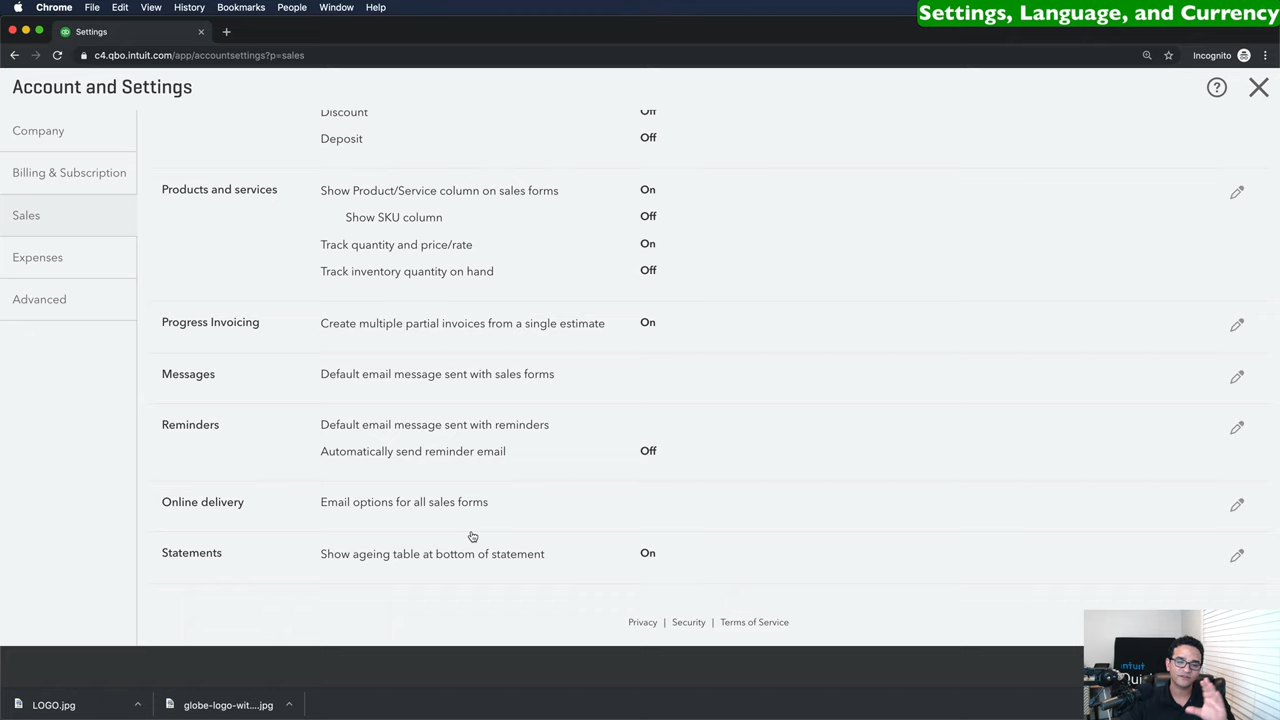 Chrome File Edit View History Bookmarks People Window Help
Settings, Language, and Currency
Settings
c4.qbo.intuit.com/app/accountsettings?p=sales
Incognito
Account and Settings
Company
Billing & Subscription
Sales
Expenses
Advanced
Discount Off
Deposit Off
Products and services Show Product/Service column on sales forms On
Show SKU column Off
Track quantity and price/rate On
Track inventory quantity on hand Off
Progress Invoicing Create multiple partial invoices from a single estimate On
Messages Default email message sent with sales forms
Reminders Default email message sent with reminders
Automatically send reminder email Off
Online delivery Email options for all sales forms
Statements Show ageing table at bottom of statement On
Privacy | Security | Terms of Service
intuit
Qui
LOGO.jpg
globe-logo-wit....jpg